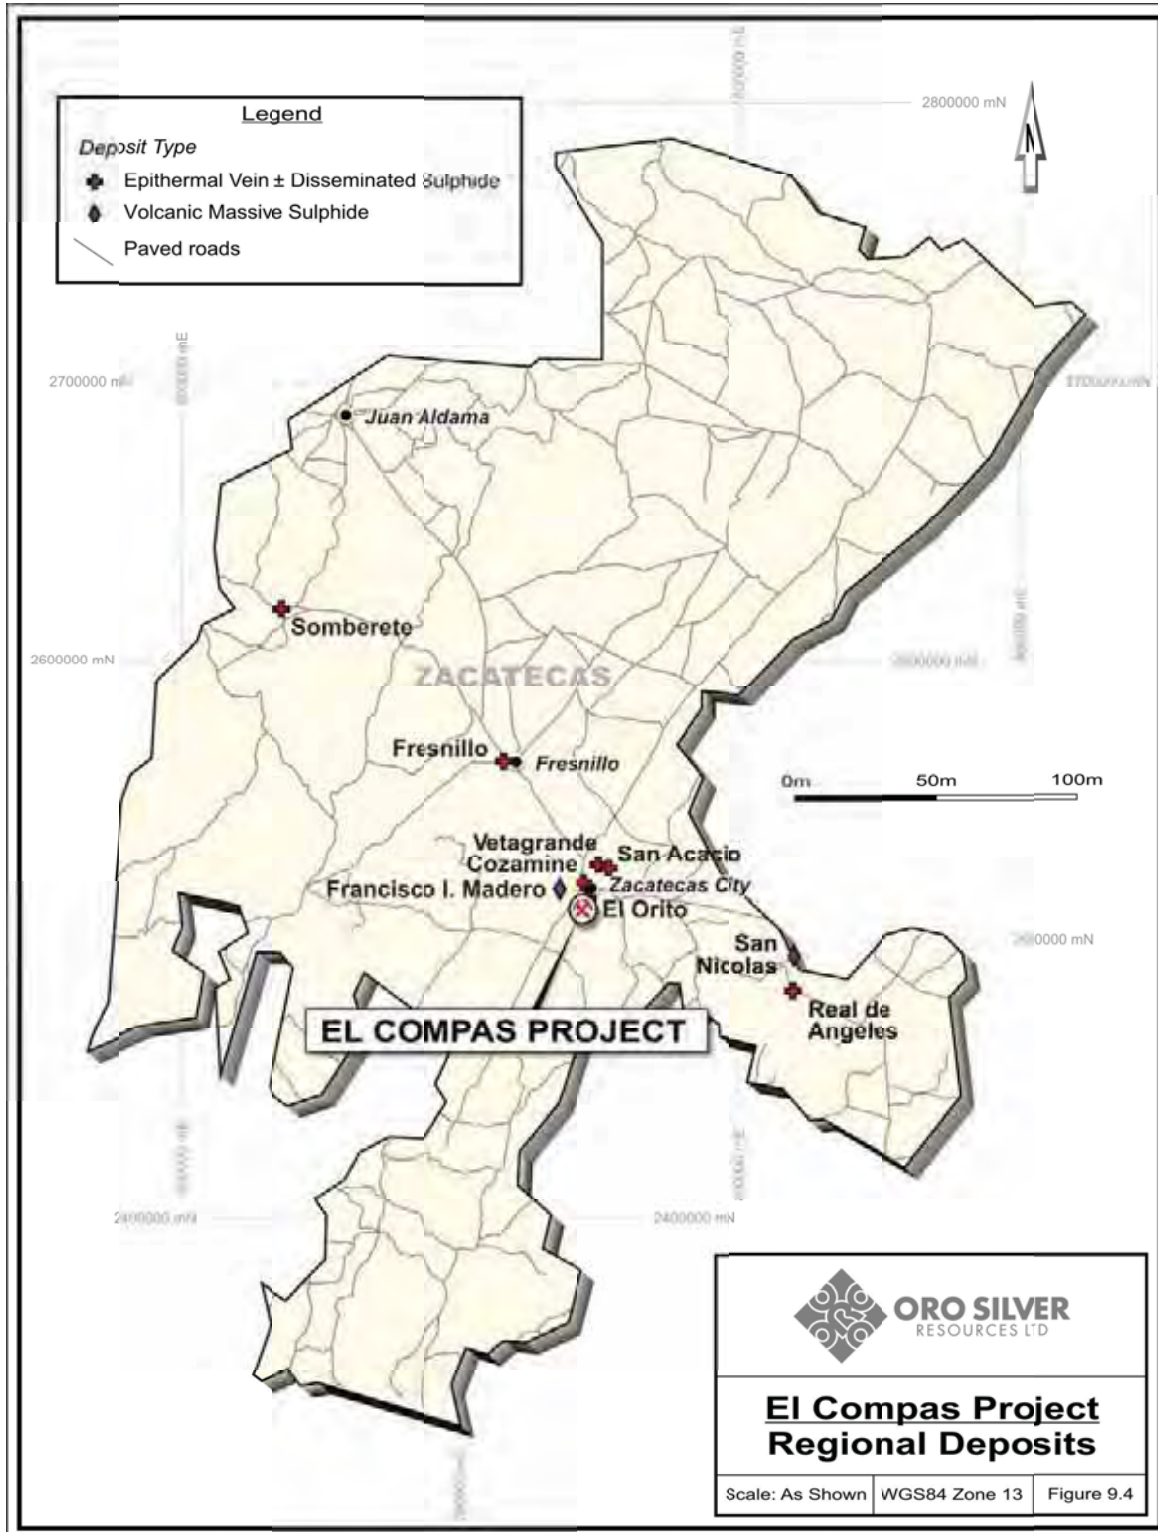 2800000 mN
N
Legend
Deposit Type
Epithermal Vein ± Disseminated Sulphide
Volcanic Massive Sulphide
Paved roads
2700000 mN
Juan Aldama
Somberete
2600000 mN
ZACATECAS
Fresnillo
Fresnillo
0m
50m
100m
Vetagrande
Cozamine
San Acacio
Francisco I. Madero
Zacatecas City
El Orito
San
Nicolas
Real de
Angeles
EL COMPAS PROJECT
2400000 mN
2400000 mN
ORO SILVER
RESOURCES LTD
El Compas Project
Regional Deposits
Scale: As Shown
WGS84 Zone 13
Figure 9.4